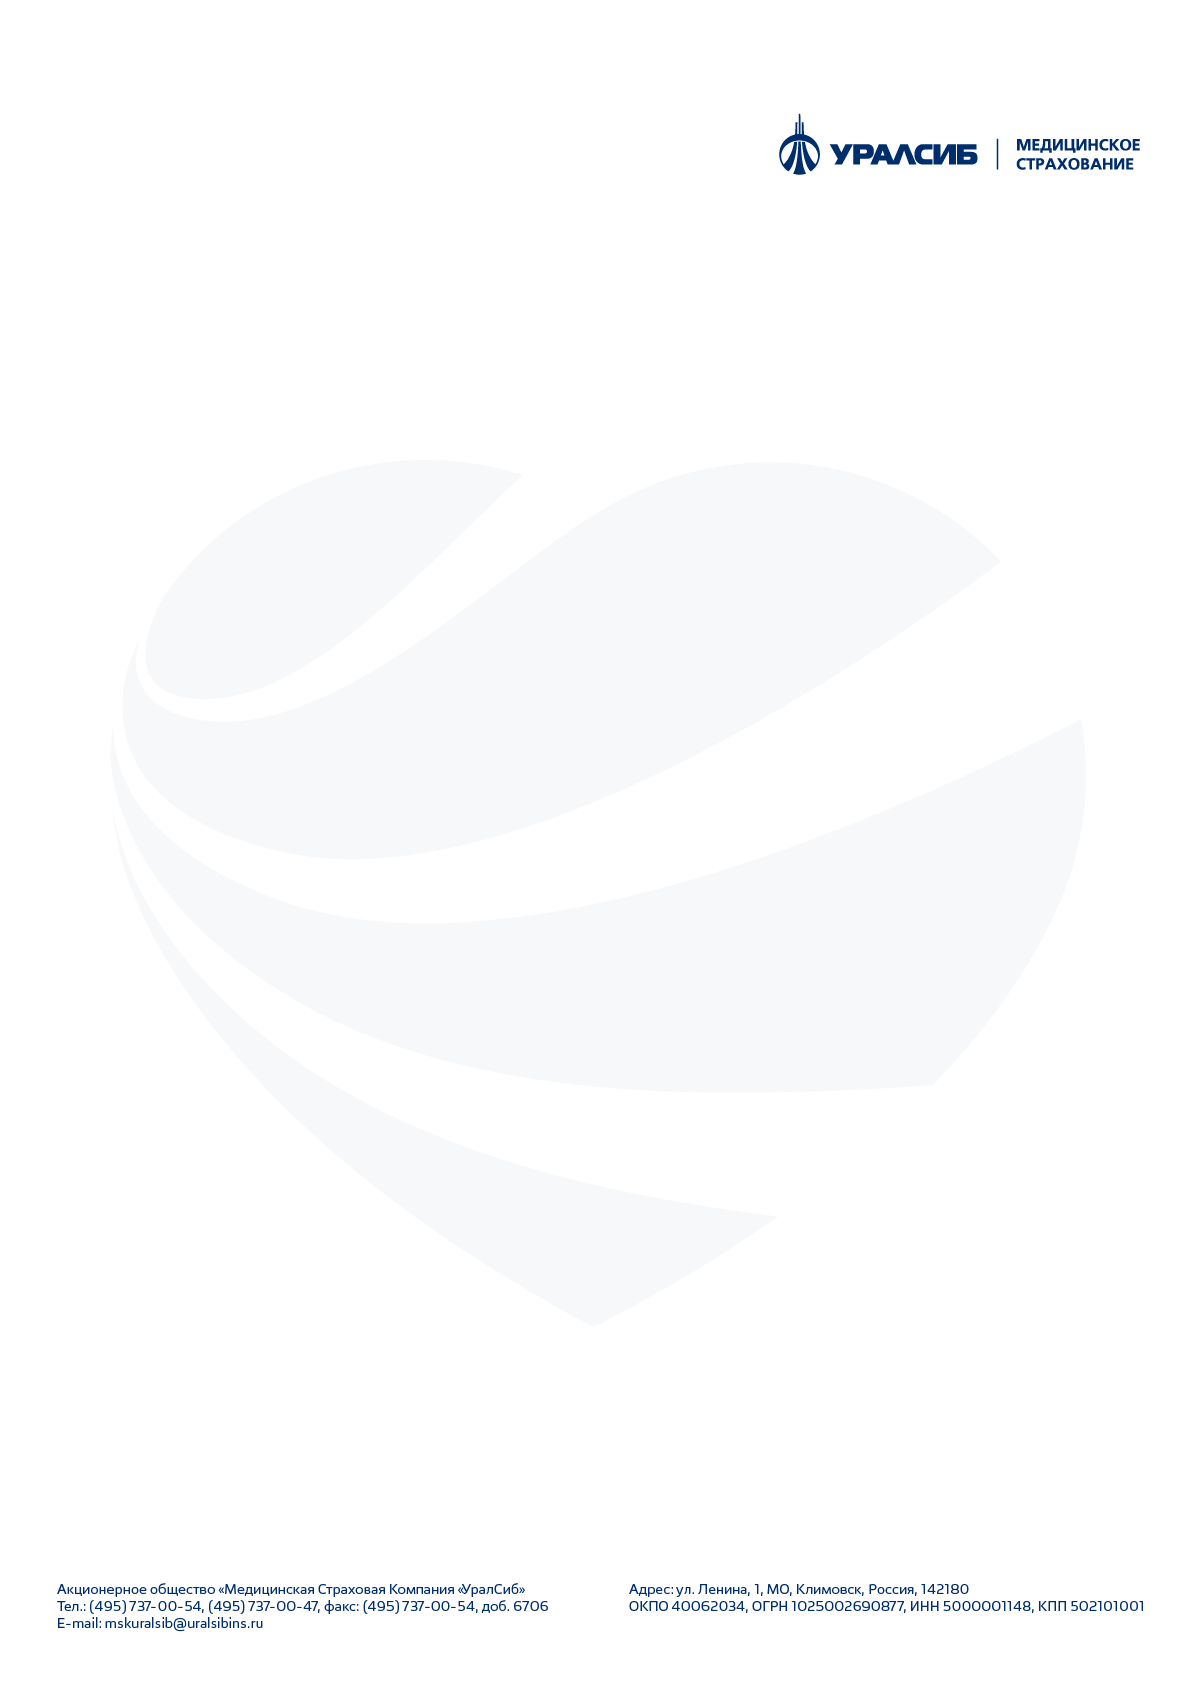 УРАЛСИБ
МЕДИЦИНСКОЕ
СТРАХОВАНИЕ
Акционерное общество «Медицинская Страховая Компания «УралСиб»
Тел.: (495) 737-00-54, (495) 737-00-47, факс: (495) 737-00-54, доб. 6706
E-mail: mskuralsib@uralsibins.ru
Адрес: ул. Ленина, 1, МО, Климовск, Россия, 142180
ОКПО 40062034, ОГРН 1025002690877, ИНН 5000001148, КПП 502101001